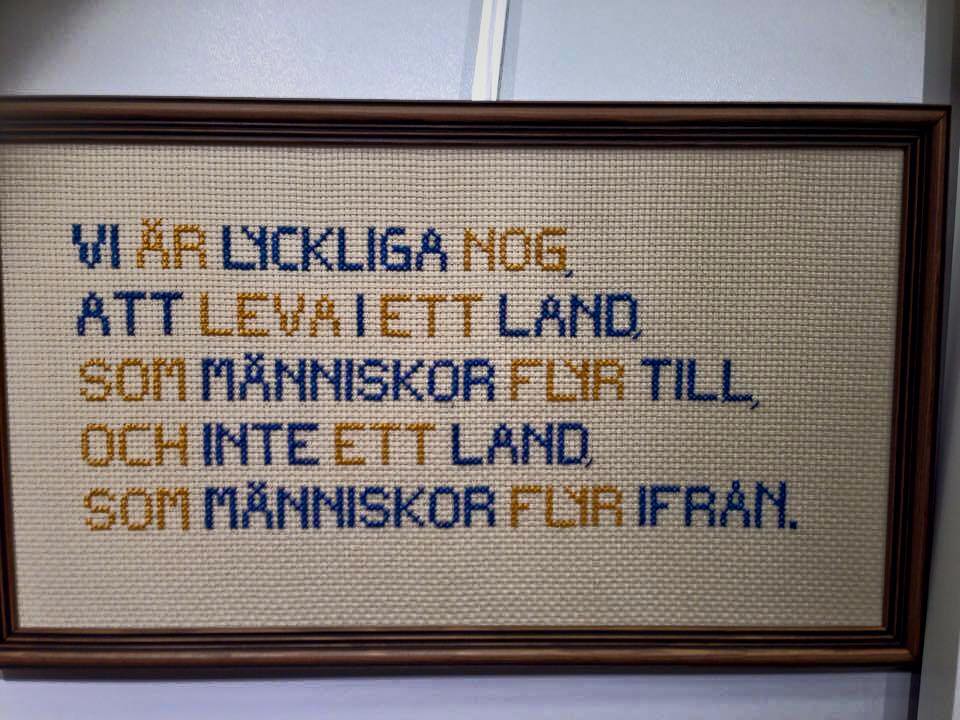 VI ÄR LYCKLIGA NOG,
ATT LEVA I ETT LAND,
SOM MÄNNISKOR FLYR TILL,
OCH INTE ETT LAND,
SOM MÄNNISKOR FLYR IFRÅN.